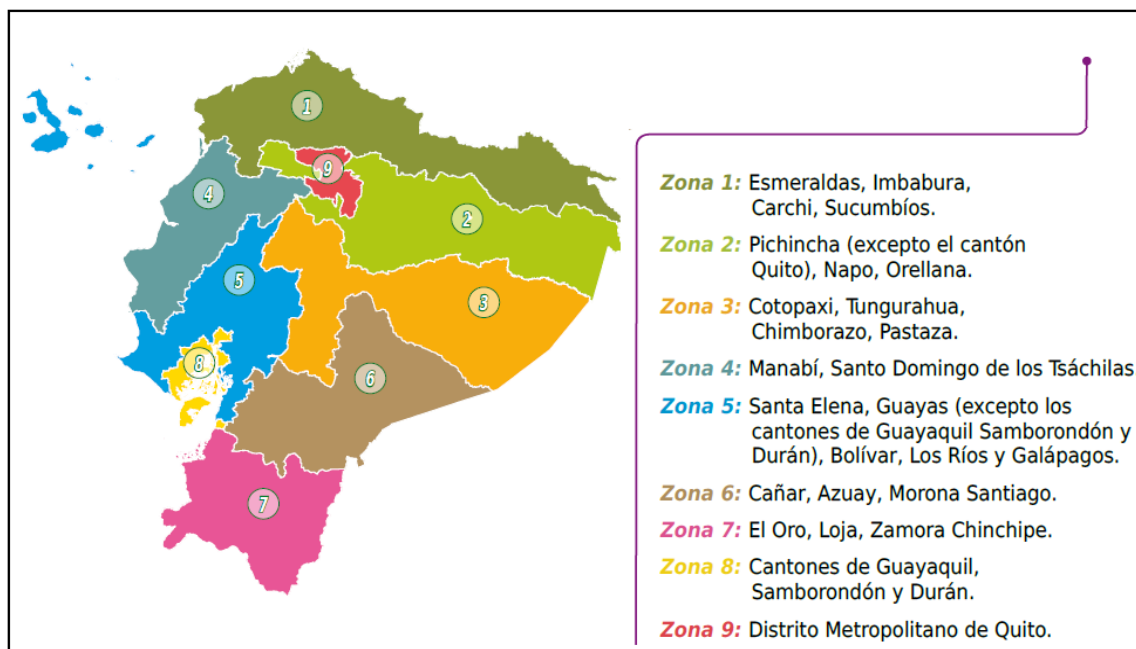 1
9
4
2
5
3
8
6
7
Zona 1: Esmeraldas, Imbabura,
Carchi, Sucumbíos.
Zona 2: Pichincha (excepto el cantón
Quito), Napo, Orellana.
Zona 3: Cotopaxi, Tungurahua,
Chimborazo, Pastaza.
Zona 4: Manabí, Santo Domingo de los Tsáchilas
Zona 5: Santa Elena, Guayas (excepto los
cantones de Guayaquil Samborondón y
Durán), Bolívar, Los Ríos y Galápagos.
Zona 6: Cañar, Azuay, Morona Santiago.
Zona 7: El Oro, Loja, Zamora Chinchipe.
Zona 8: Cantones de Guayaquil,
Samborondón y Durán.
Zona 9: Distrito Metropolitano de Quito.